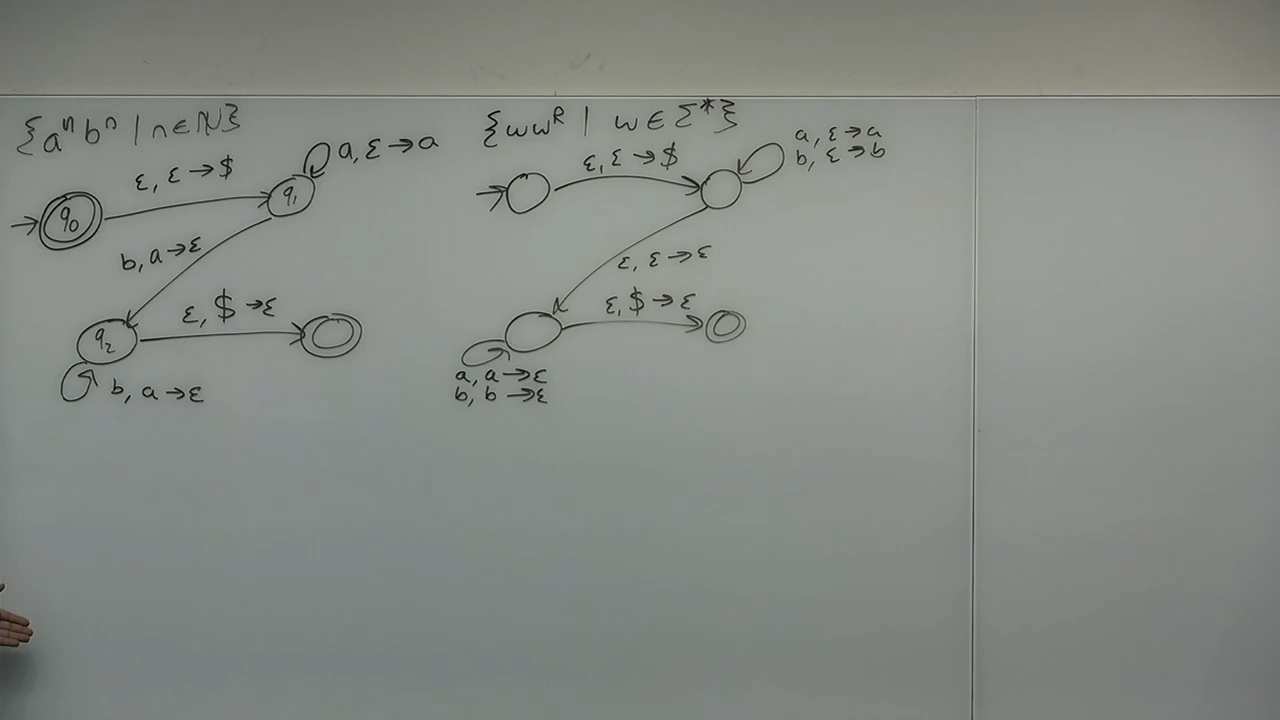 {aⁿbⁿ | n∈ℕ}
ε, ε→$
a, ε→a
q₀
q₁
b, a→ε
ε, $→ε
q₂
b, a→ε
{wwᴿ | w∈Σ*}
ε, ε→$
a, ε→a
b, ε→b
ε, ε→ε
ε, $→ε
a, a→ε
b, b→ε